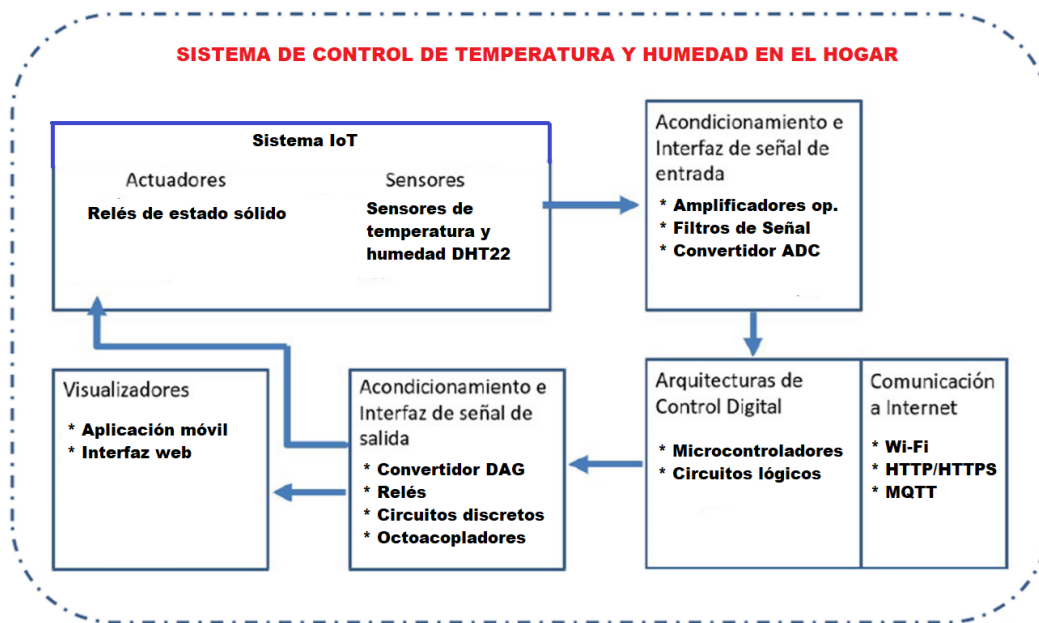 SISTEMA DE CONTROL DE TEMPERATURA Y HUMEDAD EN EL HOGAR
Sistema IoT
Actuadores
Relés de estado sólido
Sensores
Sensores de
temperatura y
humedad DHT22
Acondicionamiento e
Interfaz de señal de
entrada
* Amplificadores op.
* Filtros de Señal
* Convertidor ADC
Visualizadores
* Aplicación móvil
* Interfaz web
Acondicionamiento e
Interfaz de señal de
salida
* Convertidor DAG
* Relés
* Circuitos discretos
* Octoacopladores
Arquitecturas de
Control Digital
* Microcontroladores
* Circuitos lógicos
Comunicación
a Internet
* Wi-Fi
* HTTP/HTTPS
* MQTT